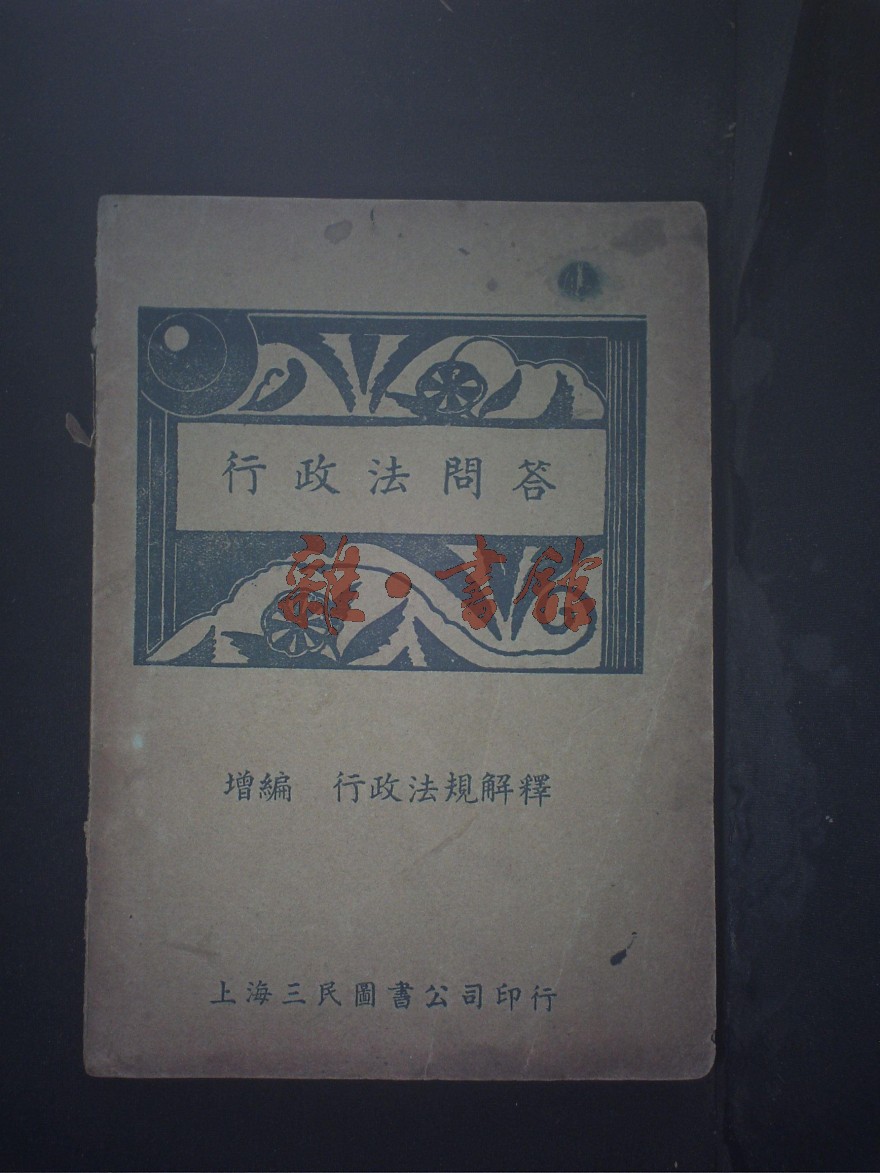 行政法問答
雜·書館
增編 行政法規解釋
上海三民圖書公司印行